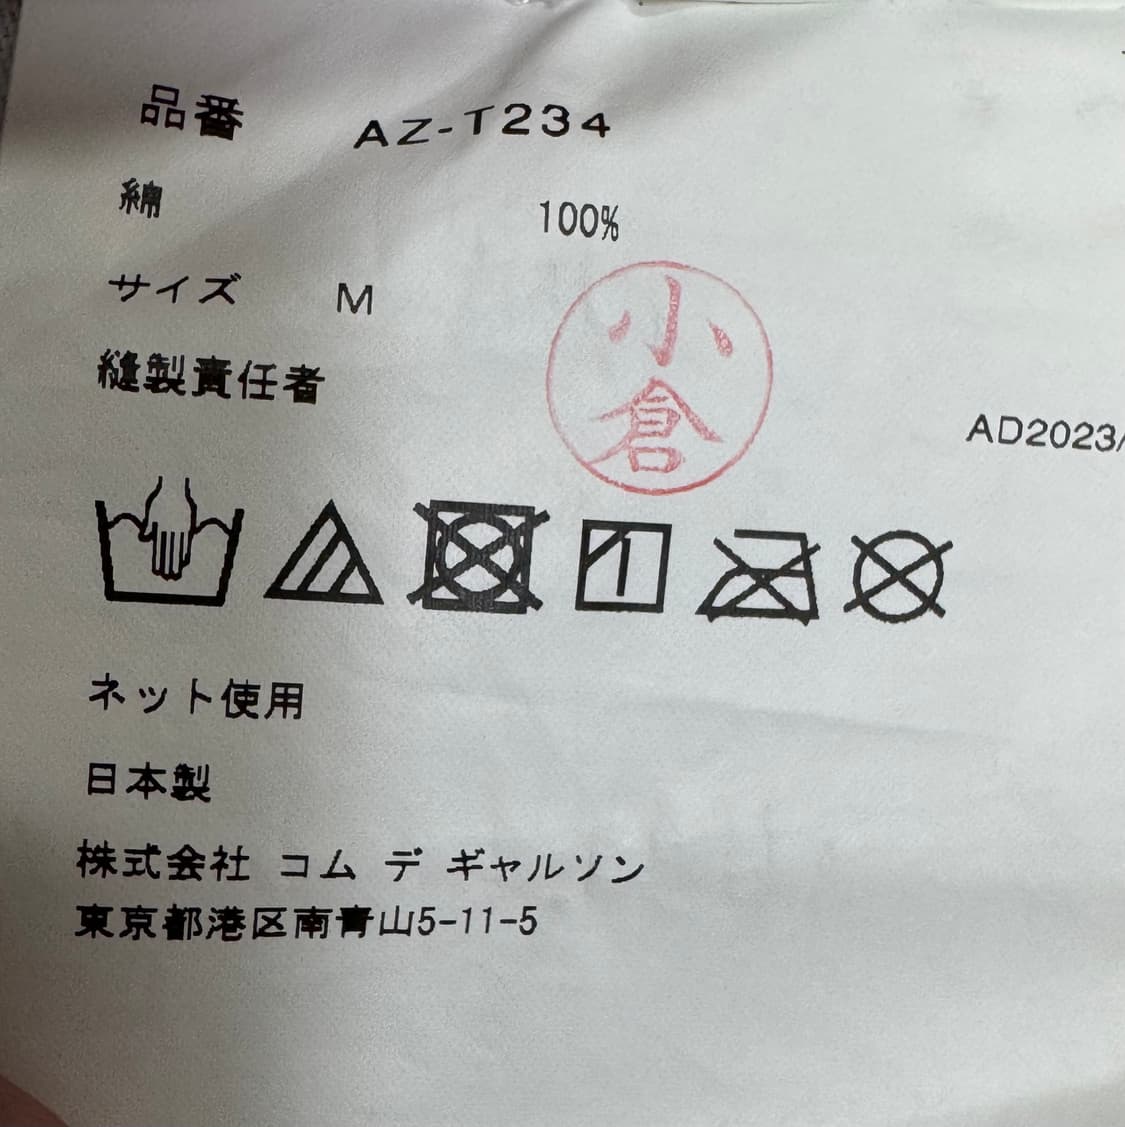 品番 AZ-T234
綿 100%
サイズ M
縫製責任者 小倉
AD2023/
ネット使用
日本製
株式会社 コム デ ギャルソン
東京都港区南青山5-11-5